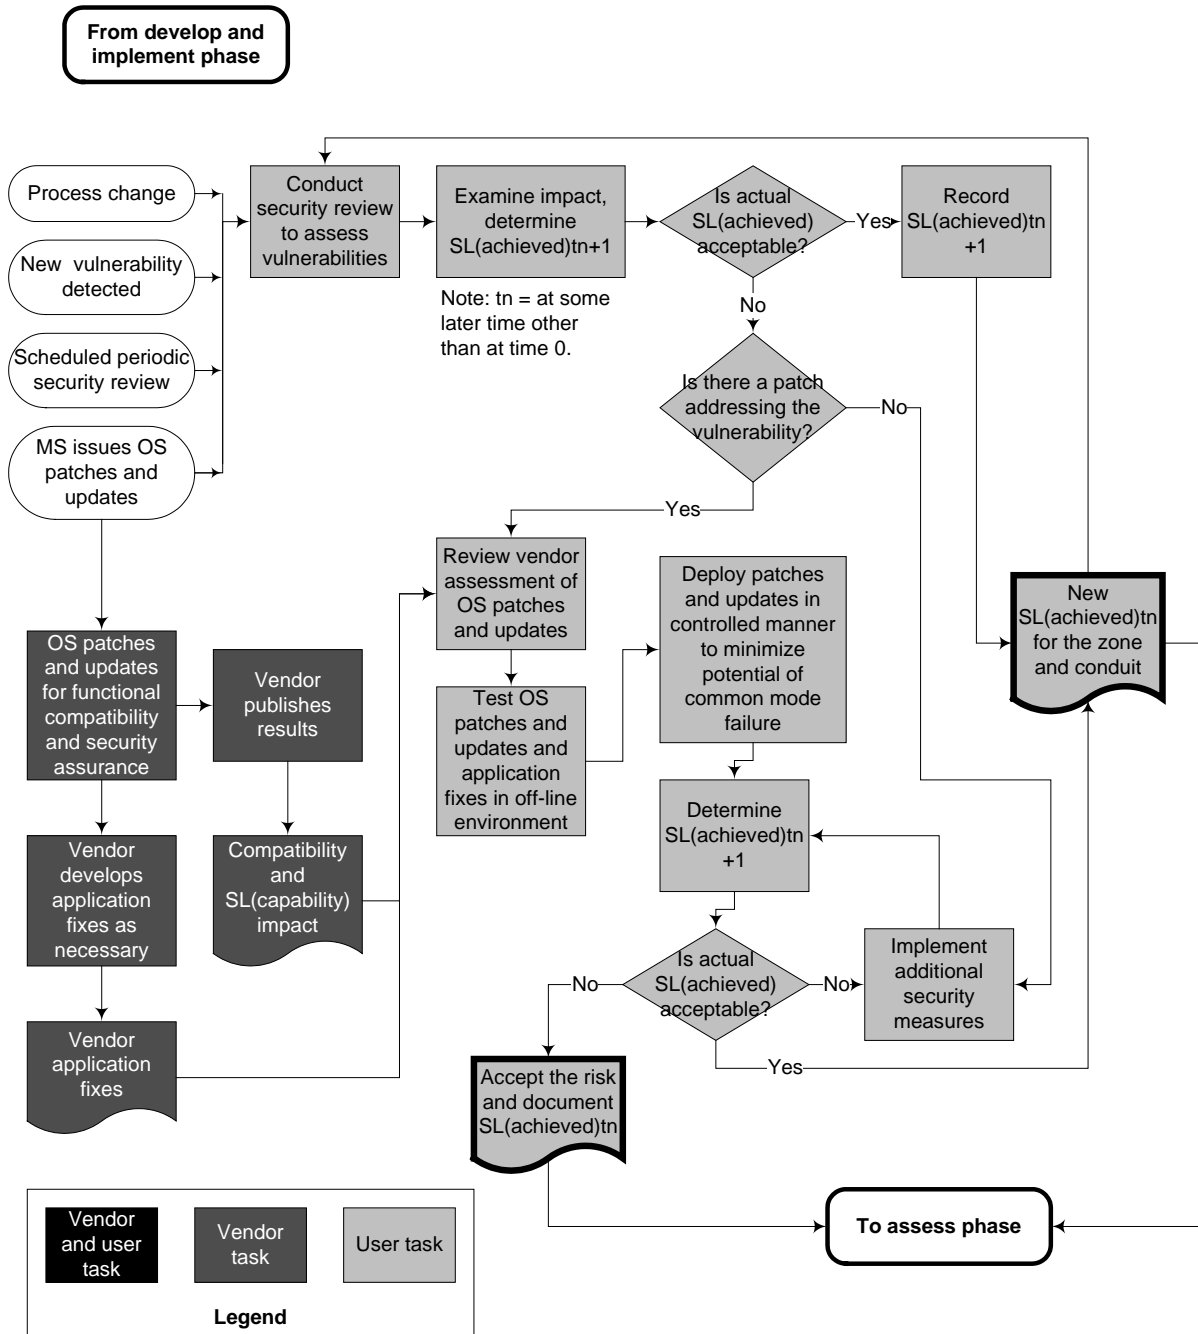 From develop and
implement phase
Process change
New vulnerability
detected
Scheduled periodic
security review
MS issues OS
patches and
updates
Conduct
security review
to assess
vulnerabilities
Examine impact,
determine
SL(achieved)tn+1
Note: tn = at some
later time other
than at time 0.
Is actual
SL(achieved)
acceptable?
Yes
Record
SL(achieved)tn
+1
No
Is there a patch
addressing the
vulnerability?
No
Yes
Review vendor
assessment of
OS patches
and updates
Test OS
patches and
updates and
application
fixes in off-line
environment
Deploy patches
and updates in
controlled manner
to minimize
potential of
common mode
failure
New
SL(achieved)tn
for the zone
and conduit
OS patches
and updates
for functional
compatibility
and security
assurance
Vendor
publishes
results
Vendor
develops
application
fixes as
necessary
Compatibility
and
SL(capability)
impact
Vendor
application
fixes
Determine
SL(achieved)tn
+1
Is actual
SL(achieved)
acceptable?
No
No
Yes
Implement
additional
security
measures
Accept the risk
and document
SL(achieved)tn
To assess phase
Vendor
and user
task
Vendor
task
User task
Legend